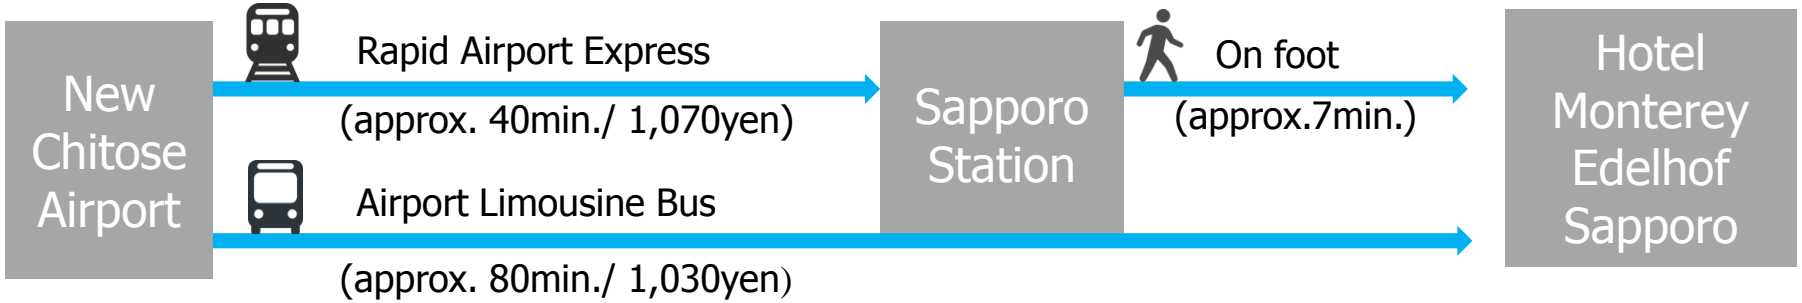 New
Chitose
Airport
Rapid Airport Express
(approx. 40min./ 1,070yen)
Airport Limousine Bus
(approx. 80min./ 1,030yen)
Sapporo
Station
On foot
(approx.7min.)
Hotel
Monterey
Edelhof
Sapporo